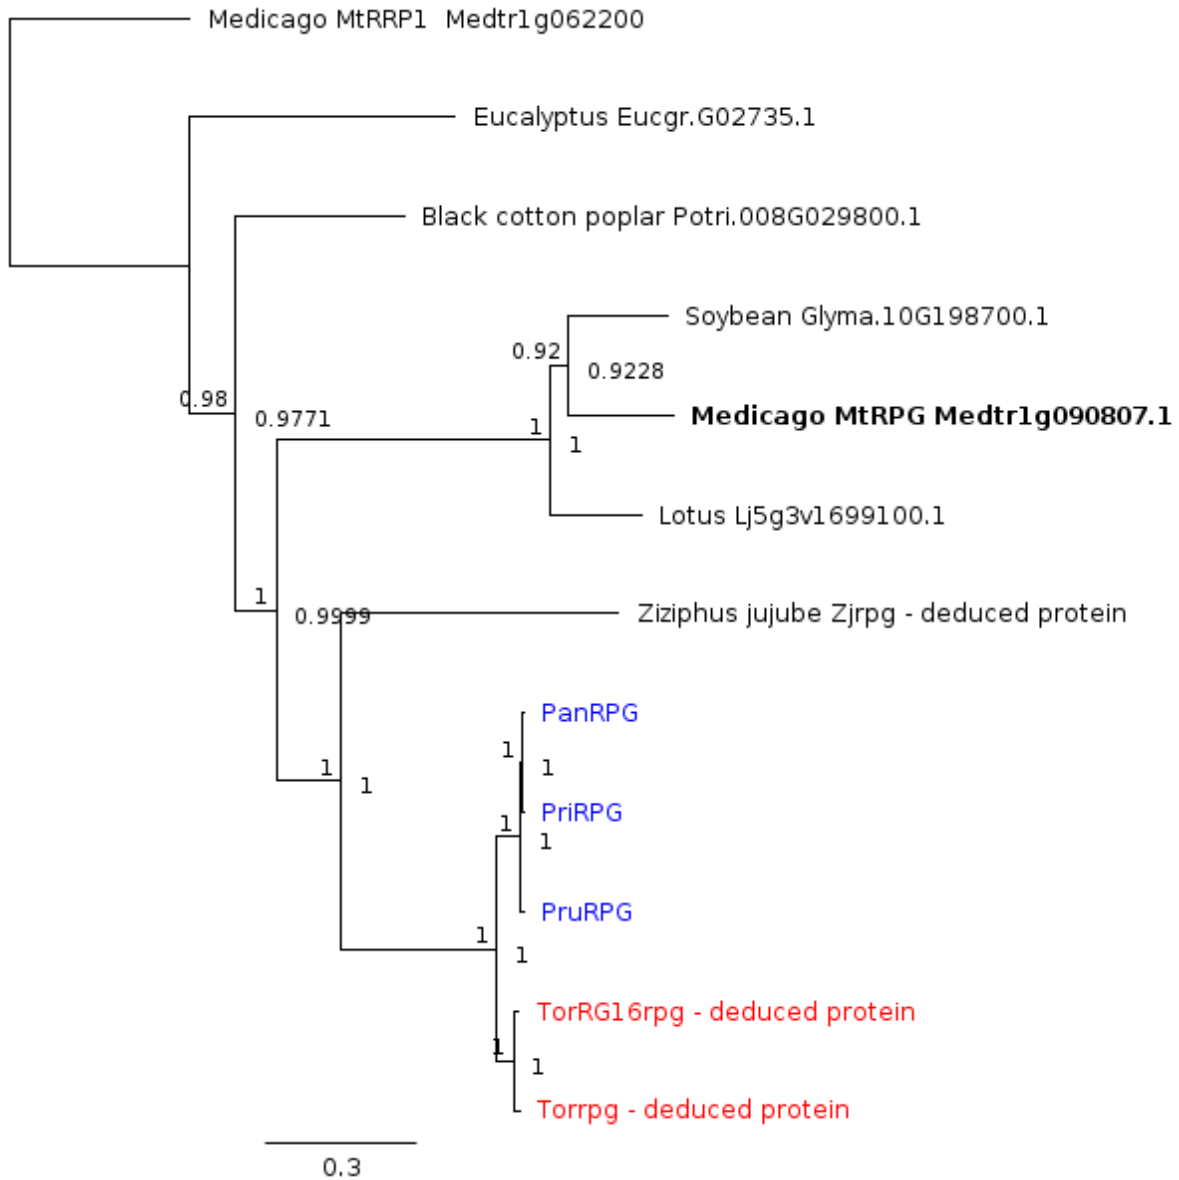 Medicago MtRRP1  Medtr1g062200
Eucalyptus Eucgr.G02735.1
Black cotton poplar Potri.008G029800.1
Soybean Glyma.10G198700.1
0.92
0.9228
0.98
Medicago MtRPG Medtr1g090807.1
0.9771
1
1
Lotus Lj5g3v1699100.1
1
0.9999
Ziziphus jujube Zjrpg - deduced protein
PanRPG
1
1
1
1
PriRPG
1
1
PruRPG
1
1
TorRG16rpg - deduced protein
1
1
Torrpg - deduced protein
0.3